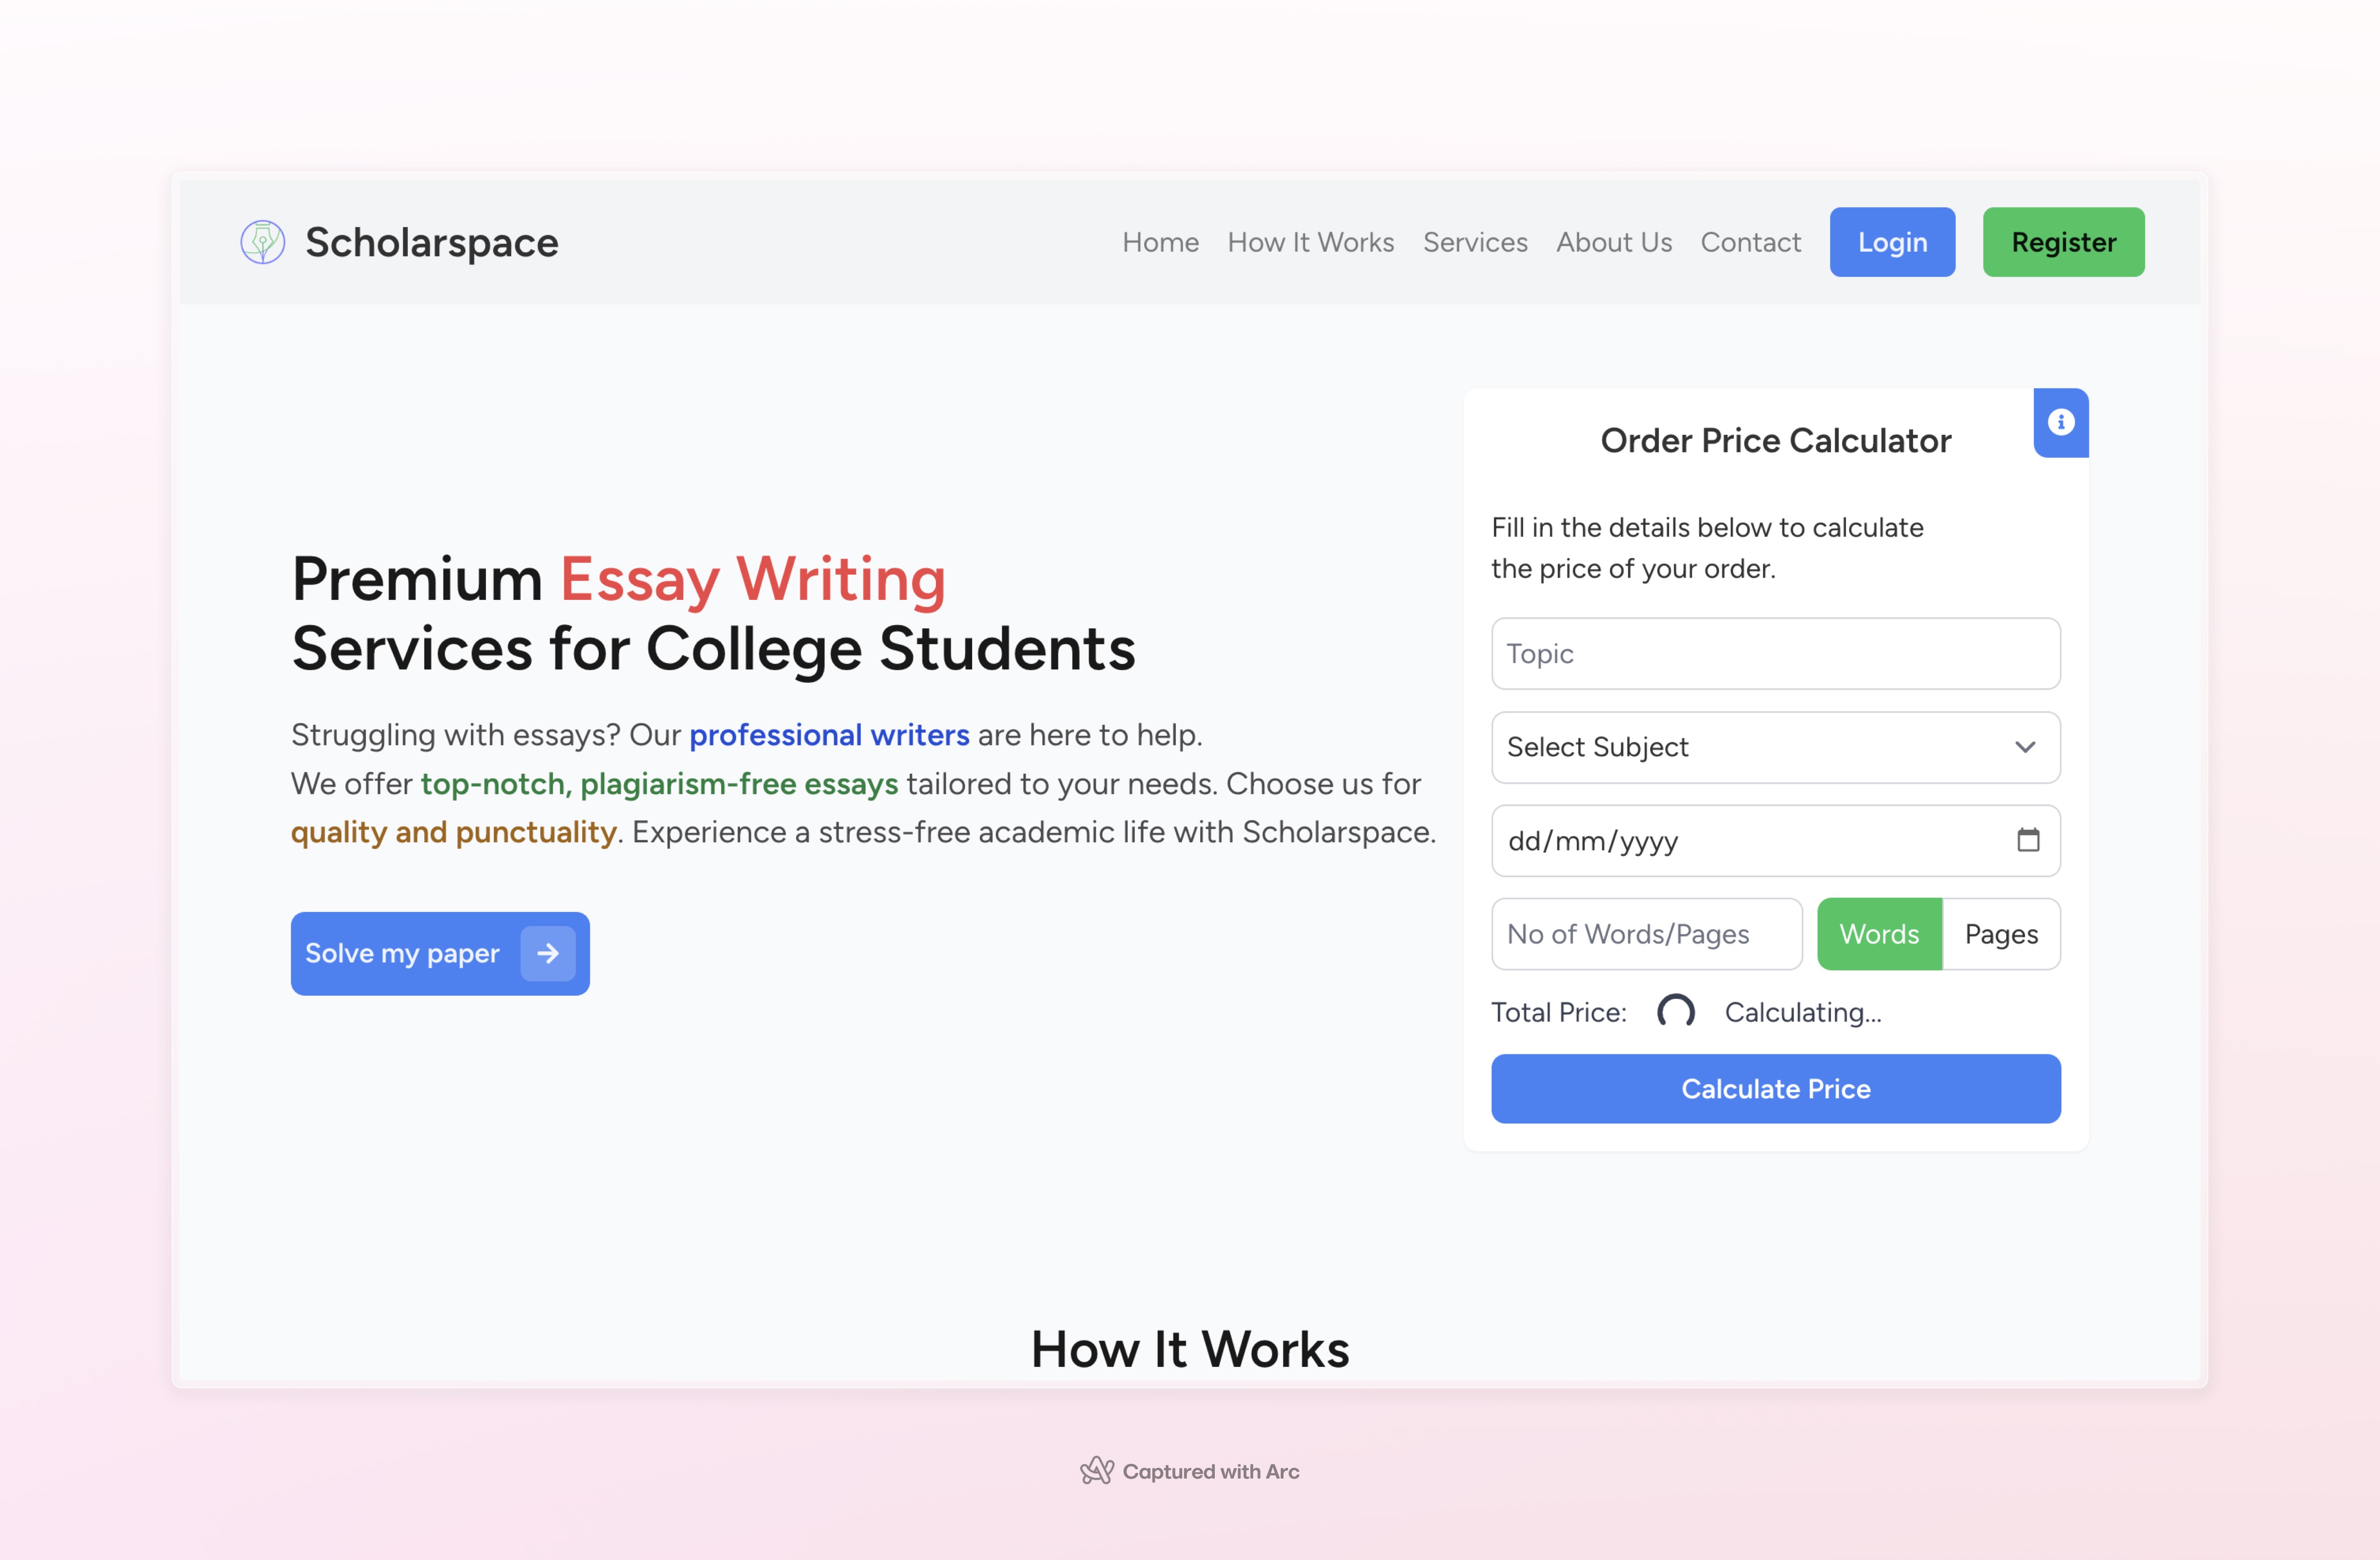 Scholarspace
Home How It Works Services About Us Contact Login Register
Premium Essay Writing
Services for College Students
Struggling with essays? Our professional writers are here to help.
We offer top-notch, plagiarism-free essays tailored to your needs. Choose us for
quality and punctuality. Experience a stress-free academic life with Scholarspace.
Solve my paper
Order Price Calculator
Fill in the details below to calculate
the price of your order.
Topic
Select Subject
dd/mm/yyyy
No of Words/Pages Words Pages
Total Price: Calculating...
Calculate Price
How It Works
Captured with Arc